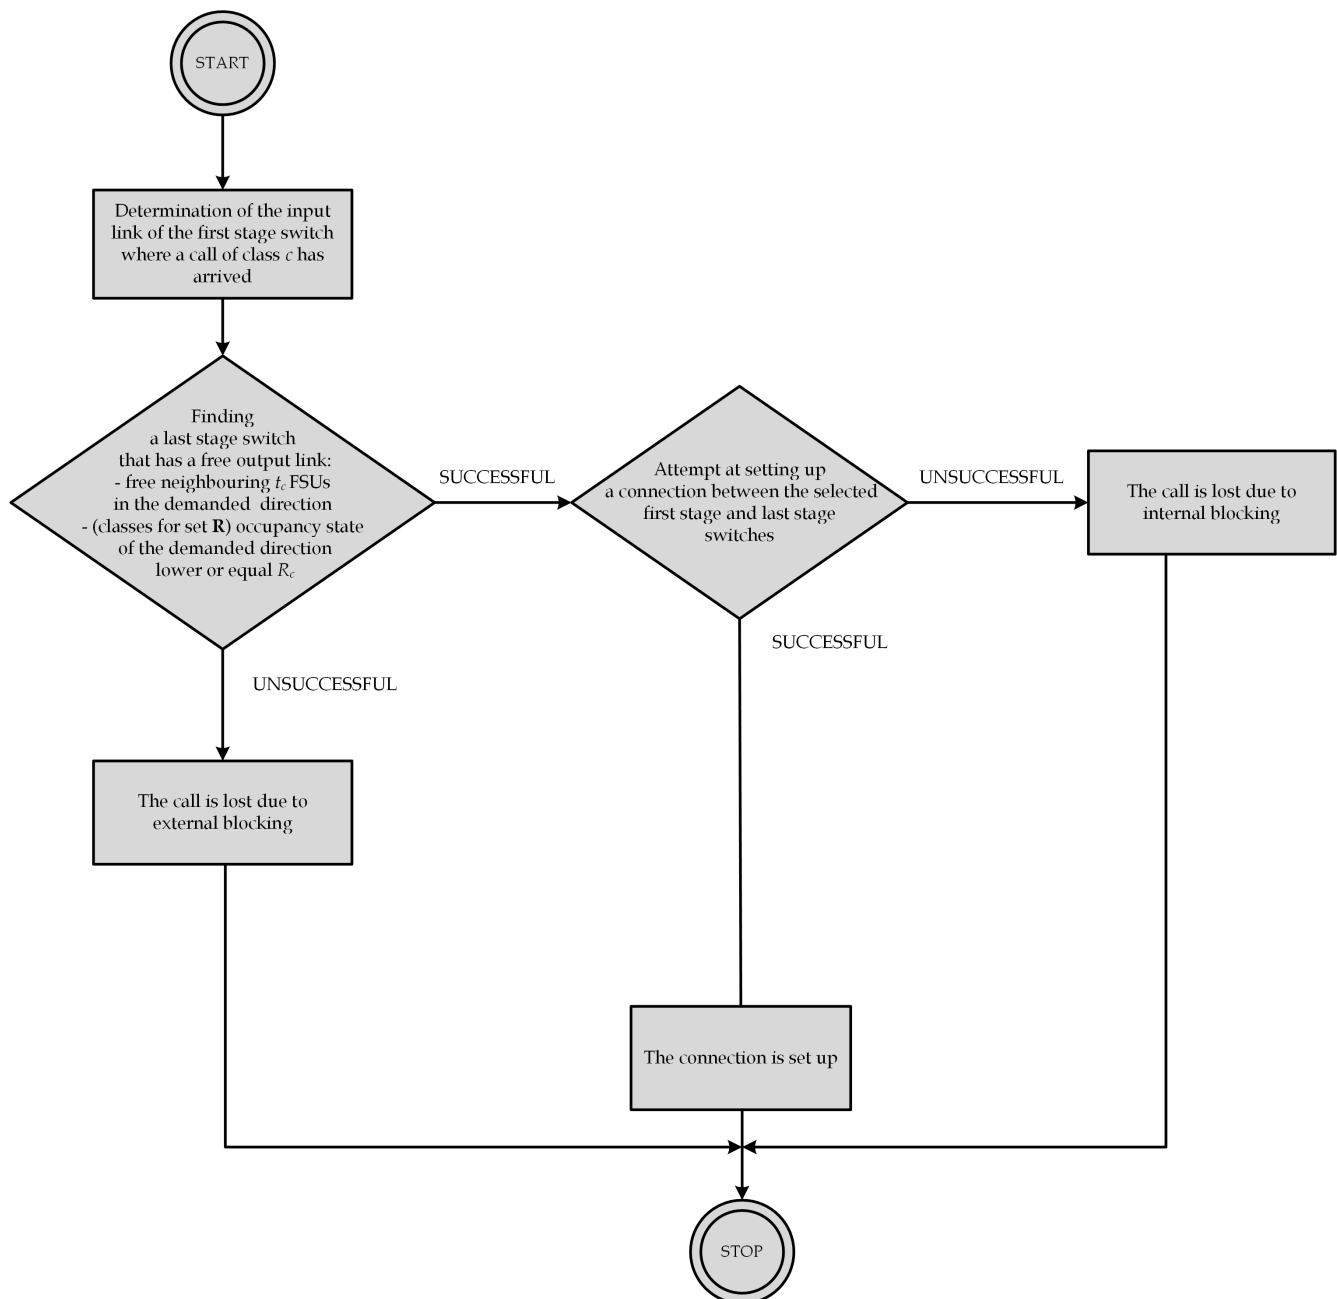 START
Determination of the input
link of the first stage switch
where a call of class c has
arrived
Finding
a last stage switch
that has a free output link:
- free neighbouring t_c FSUs
in the demanded direction
- (classes for set R) occupancy state
of the demanded direction
lower or equal R_c
SUCCESSFUL
Attempt at setting up
a connection between the selected
first stage and last stage
switches
UNSUCCESSFUL
The call is lost due to
internal blocking
SUCCESSFUL
UNSUCCESSFUL
The call is lost due to
external blocking
The connection is set up
STOP